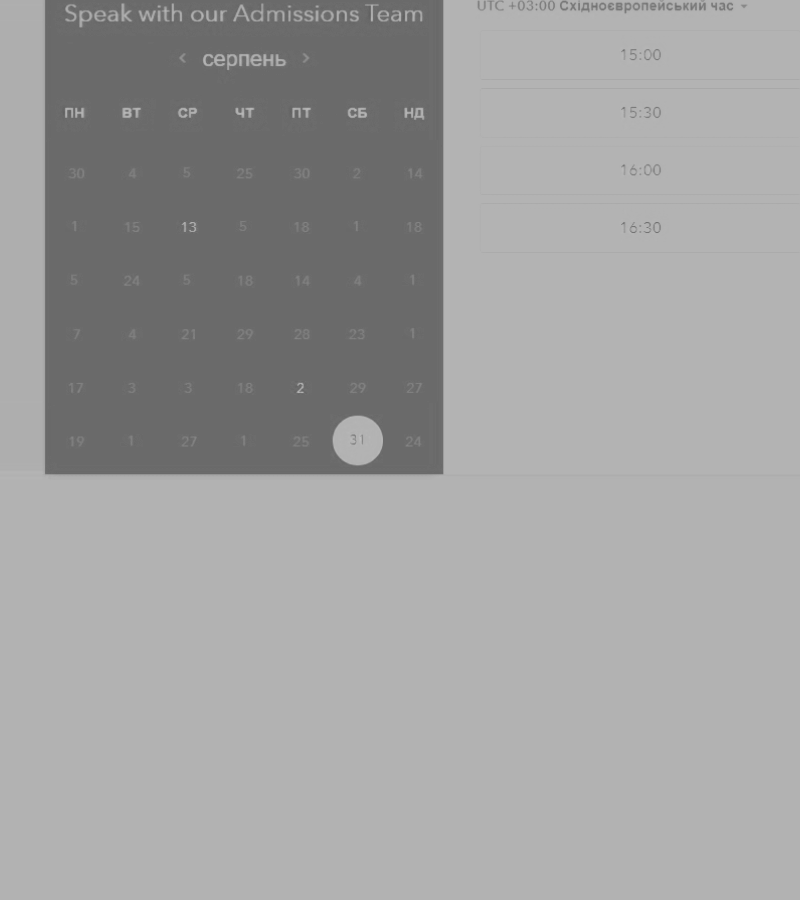 Speak with our Admissions Team
< серпень >
ПН ВТ СР ЧТ ПТ СБ НД
30 4 5 25 30 2 14
1 15 13 5 18 1 18
5 24 5 18 14 4 1
7 4 21 29 28 23 1
17 3 3 18 2 29 27
19 1 27 1 25 31 24
UTC +03:00 Східноєвропейський час
15:00
15:30
16:00
16:30